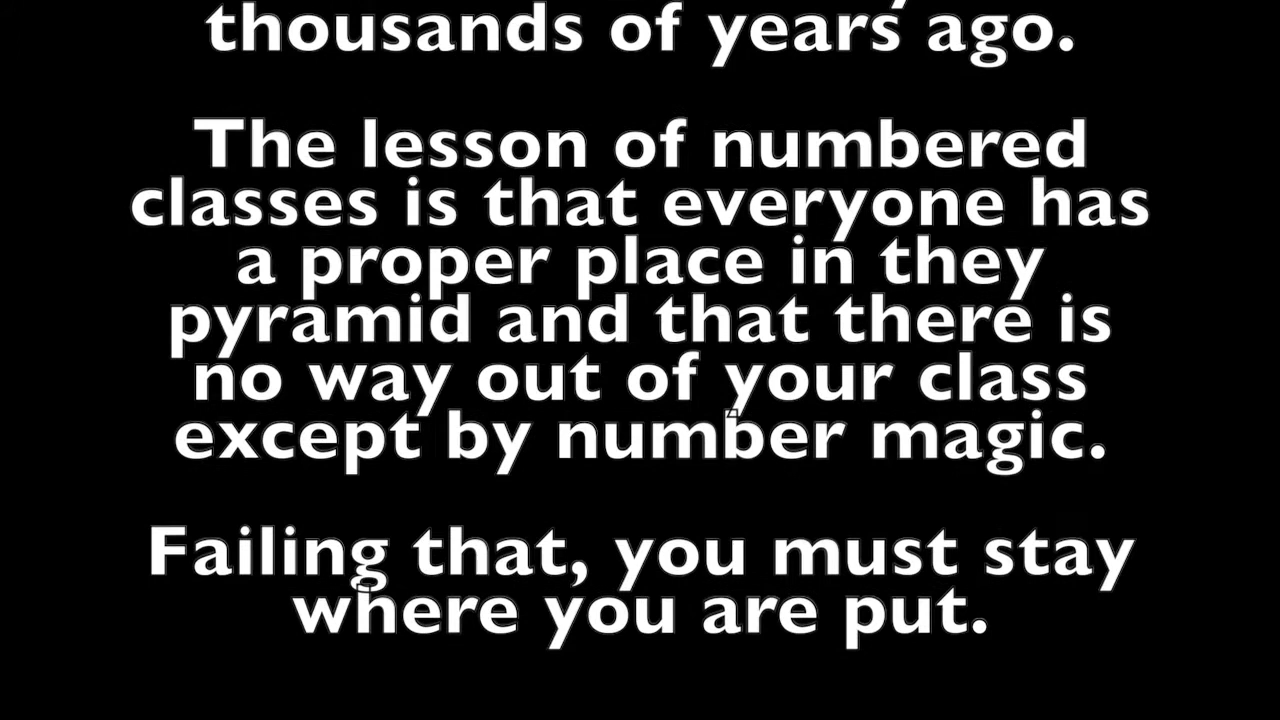 thousands of years ago.
The lesson of numbered
classes is that everyone has
a proper place in they
pyramid and that there is
no way out of your class
except by number magic.
Failing that, you must stay
where you are put.